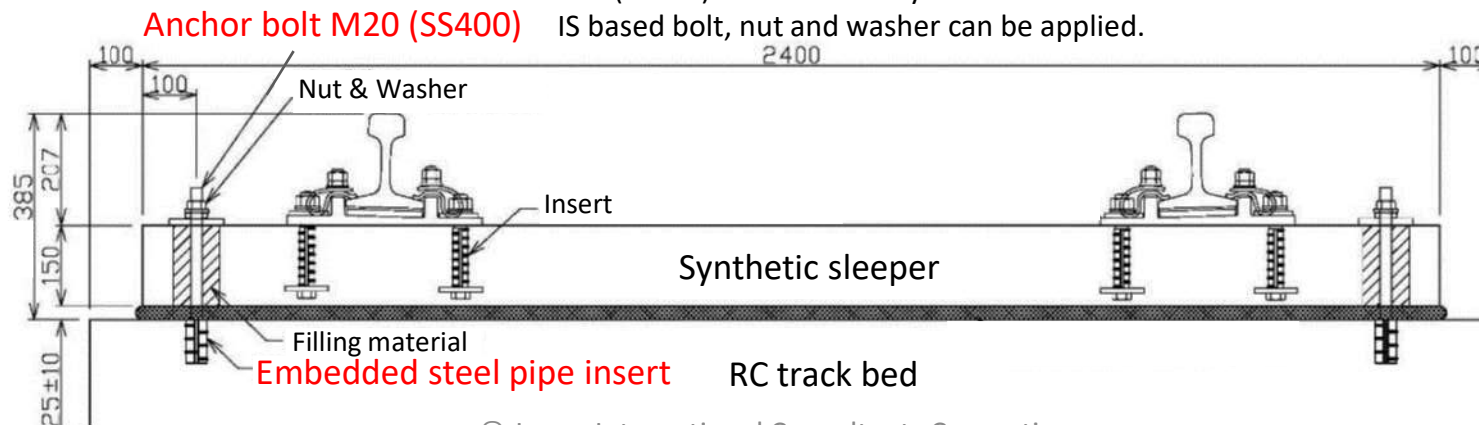 Anchor bolt M20 (SS400) IS based bolt, nut and washer can be applied.
100 2400 100
100
Nut & Washer
385
207
Insert
150
Synthetic sleeper
Filling material
Embedded steel pipe insert RC track bed
25±10